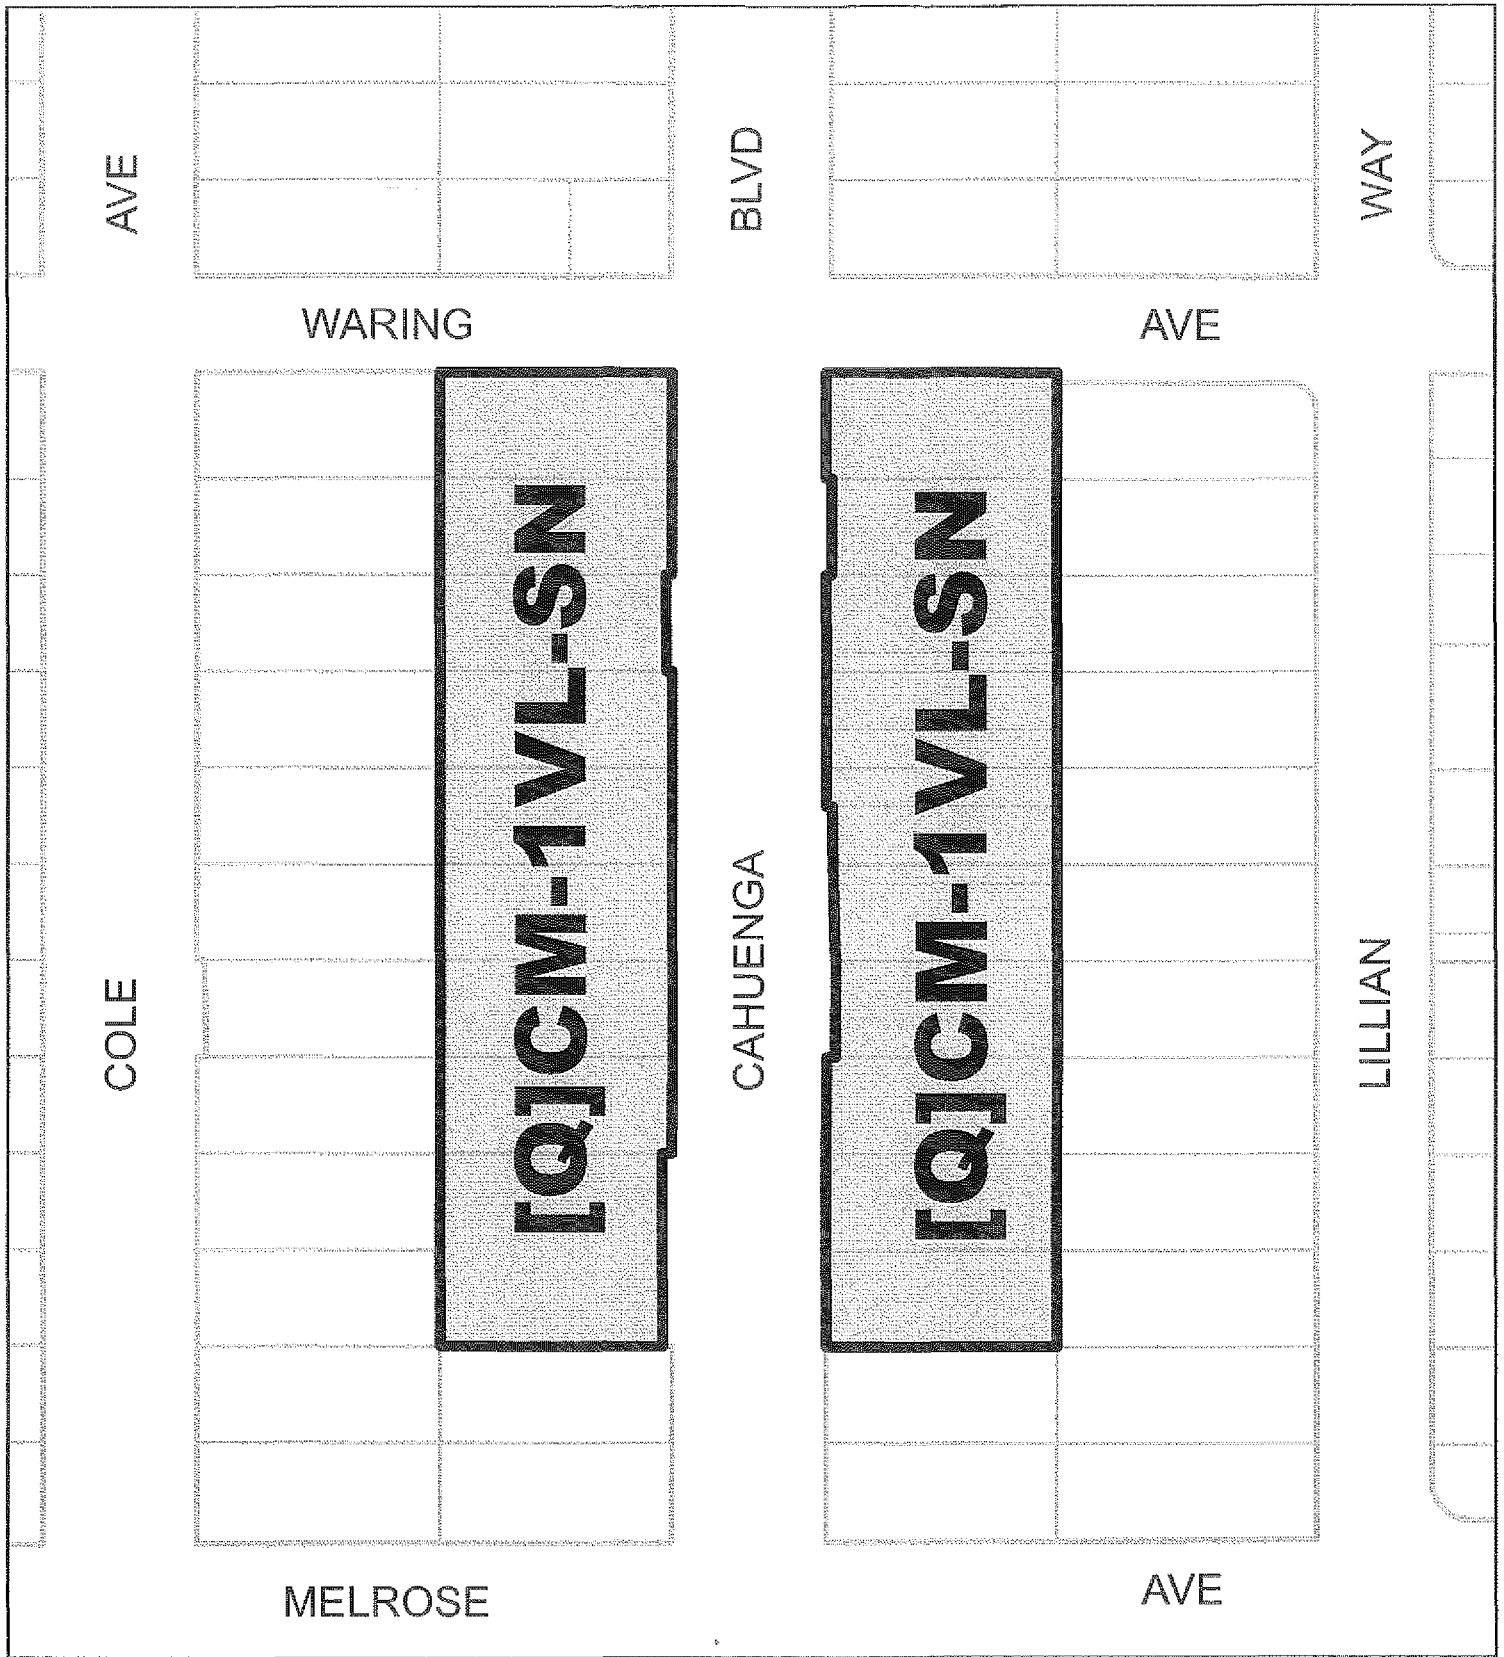 AVE
BLVD
WAY
WARING
AVE
[Q]CM-1VL-SN
[Q]CM-1VL-SN
COLE
CAHUENGA
LILLIAN
MELROSE
AVE